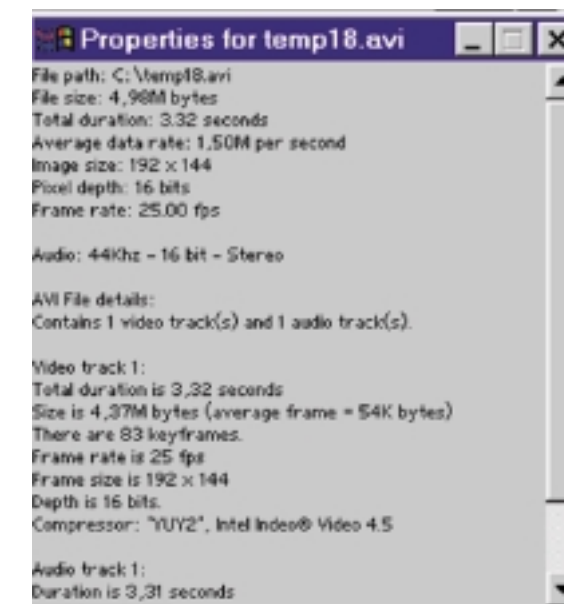 Properties for temp18.avi
File path: C:\temp18.avi
File size: 4,98M bytes
Total duration: 3.32 seconds
Average data rate: 1,50M per second
Image size: 192 x 144
Pixel depth: 16 bits
Frame rate: 25.00 fps
Audio: 44Khz - 16 bit - Stereo
AVI File details:
Contains 1 video track(s) and 1 audio track(s).
Video track 1:
Total duration is 3,32 seconds
Size is 4,37M bytes (average frame = 54K bytes)
There are 83 keyframes.
Frame rate is 25 fps
Frame size is 192 x 144
Depth is 16 bits.
Compressor: "YUY2", Intel Indeo® Video 4.5
Audio track 1:
Duration is 3,31 seconds